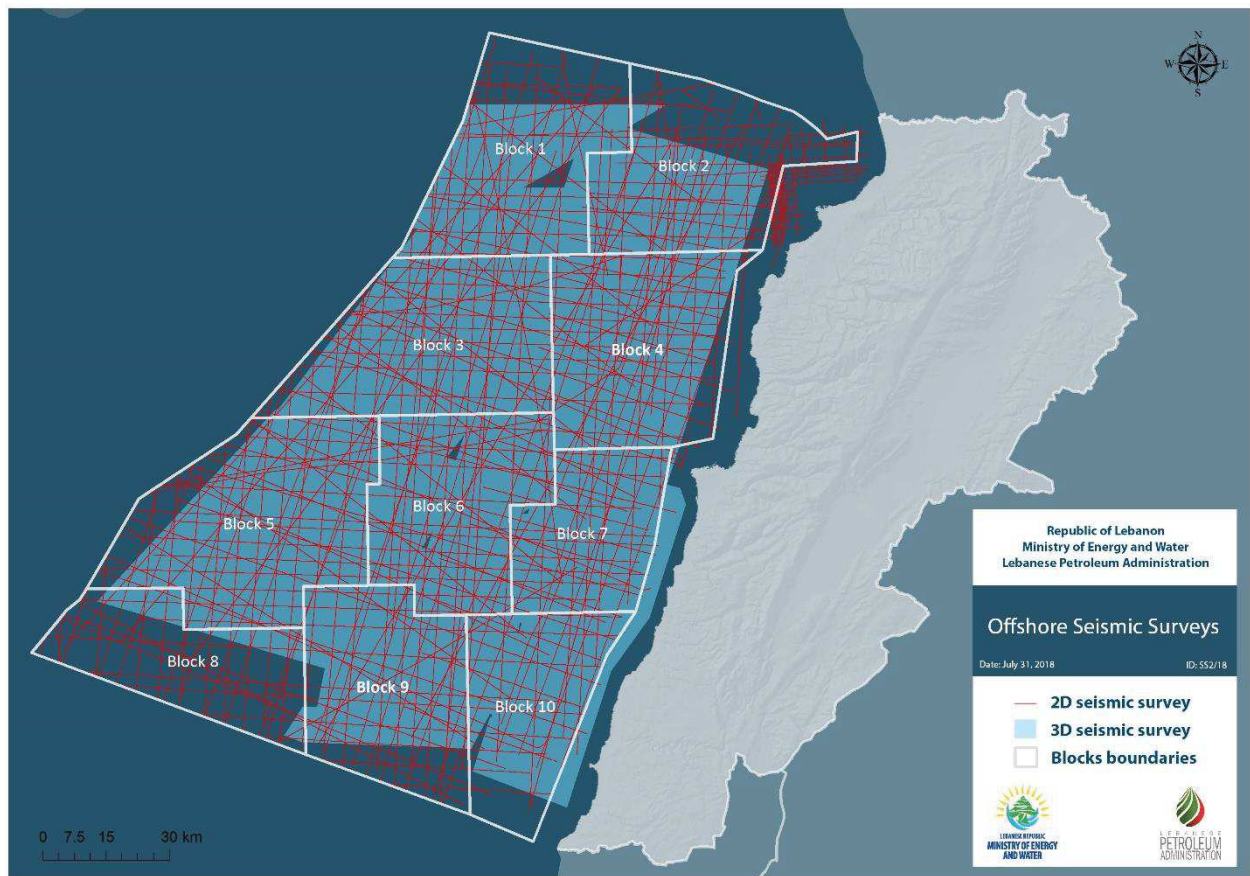 N
W
E
S
Block 1
Block 2
Block 3
Block 4
Block 5
Block 6
Block 7
Block 8
Block 9
Block 10
Republic of Lebanon
Ministry of Energy and Water
Lebanese Petroleum Administration
Offshore Seismic Surveys
Date: July 31, 2018
ID: SS2/18
2D seismic survey
3D seismic survey
Blocks boundaries
LEBANESE REPUBLIC
MINISTRY OF ENERGY
AND WATER
LEBANESE
PETROLEUM
ADMINISTRATION
0 7.5 15 30 km